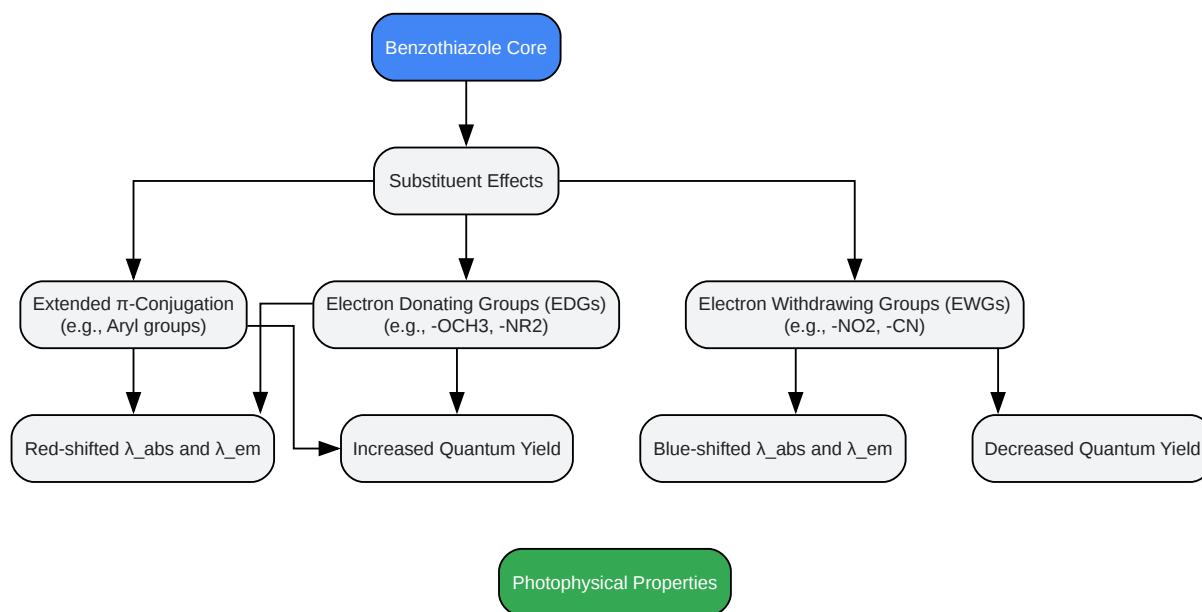 Benzothiazole Core
Substituent Effects
Extended π-Conjugation
(e.g., Aryl groups)
Electron Donating Groups (EDGs)
(e.g., -OCH3, -NR2)
Electron Withdrawing Groups (EWGs)
(e.g., -NO2, -CN)
Red-shifted λ_abs and λ_em
Increased Quantum Yield
Blue-shifted λ_abs and λ_em
Decreased Quantum Yield
Photophysical Properties